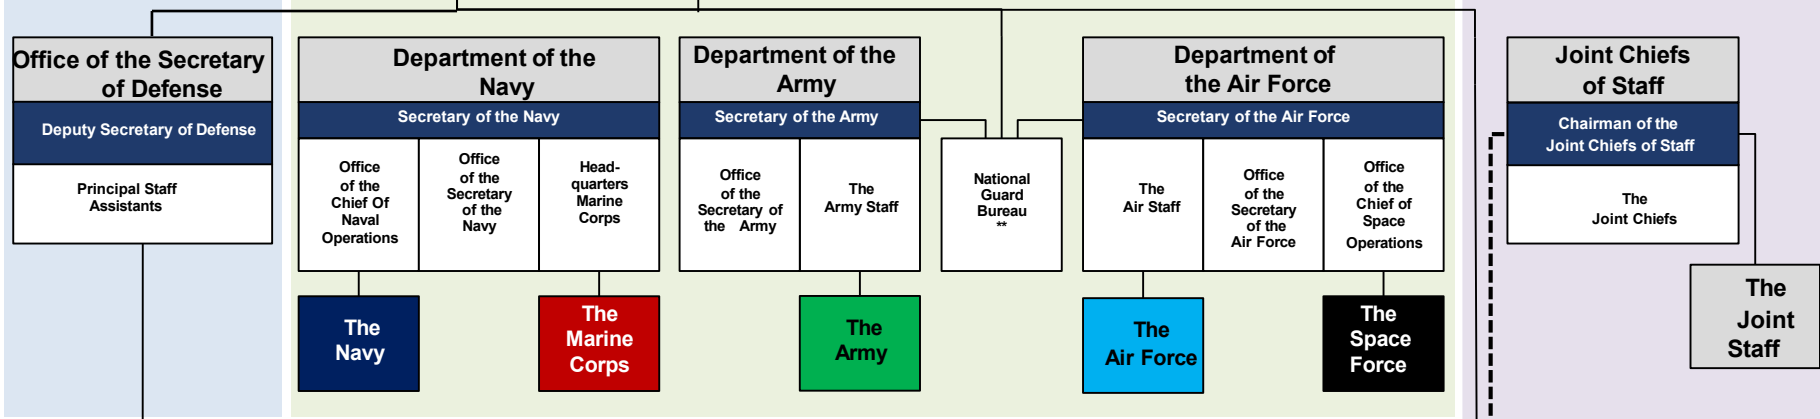 Office of the Secretary
of Defense
Deputy Secretary of Defense
Principal Staff
Assistants
Department of the
Navy
Secretary of the Navy
Office
of the
Chief Of
Naval
Operations
Office
of the
Secretary
of the
Navy
Head-
quarters
Marine
Corps
The
Navy
The
Marine
Corps
Department of the
Army
Secretary of the Army
Office
of the
Secretary of
the Army
The
Army Staff
The
Army
National
Guard
Bureau
**
Department of
the Air Force
Secretary of the Air Force
The
Air Staff
Office
of the
Secretary
of the
Air Force
Office
of the
Chief of
Space
Operations
The
Air Force
The
Space
Force
Joint Chiefs
of Staff
Chairman of the
Joint Chiefs of Staff
The
Joint Chiefs
The
Joint
Staff